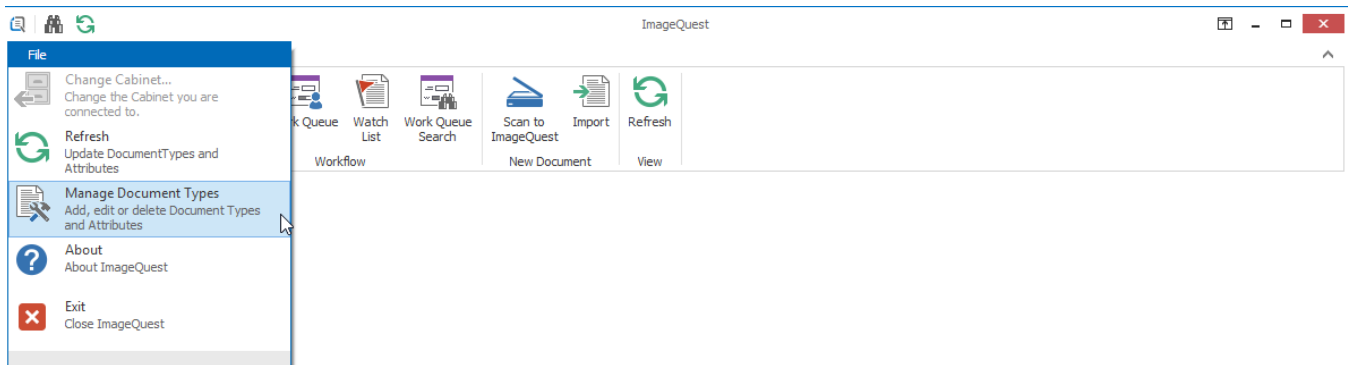 ImageQuest
File
Change Cabinet...
Change the Cabinet you are
connected to.
Refresh
Update DocumentTypes and
Attributes
Manage Document Types
Add, edit or delete Document Types
and Attributes
About
About ImageQuest
Exit
Close ImageQuest
Queue
Watch
List
Work Queue
Search
Workflow
Scan to
ImageQuest
Import
New Document
Refresh
View